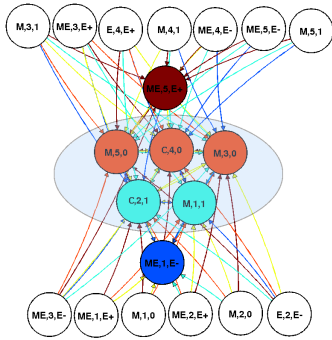 M,3,1
ME,3,E+
E,4,E+
M,4,1
ME,4,E-
ME,5,E-
M,5,1
ME,5,E+
M,5,0
C,4,0
M,3,0
C,2,1
M,1,1
ME,1,E-
ME,3,E-
ME,1,E+
M,1,0
ME,2,E+
M,2,0
E,2,E-